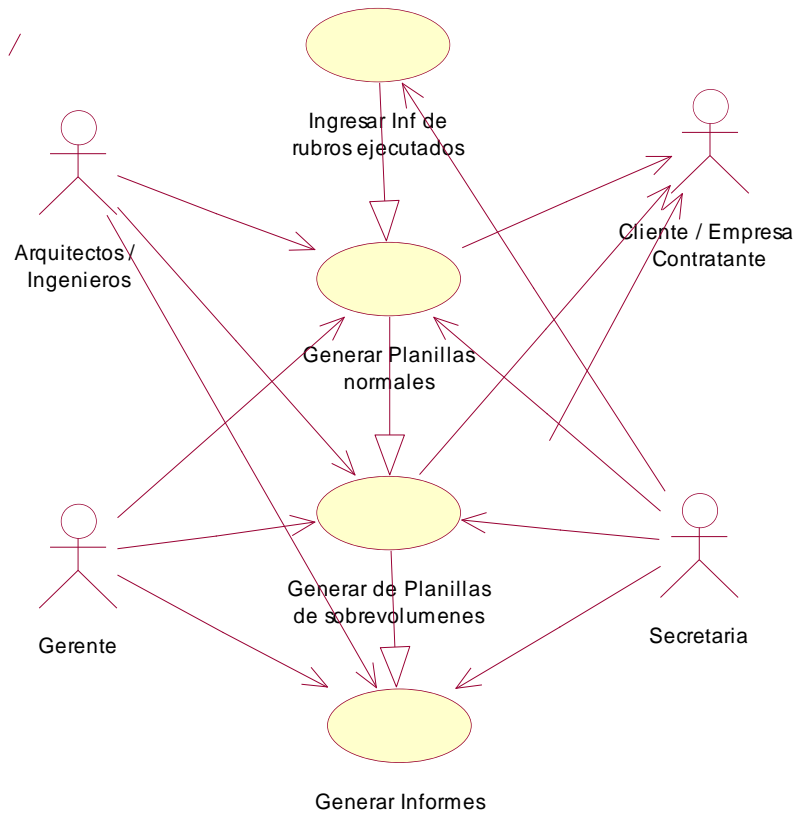 Ingresar Inf de
rubros ejecutados
Arquitectos /
Ingenieros
Cliente / Empresa
Contratante
Generar Planillas
normales
Generar de Planillas
de sobrevolumenes
Gerente
Secretaria
Generar Informes